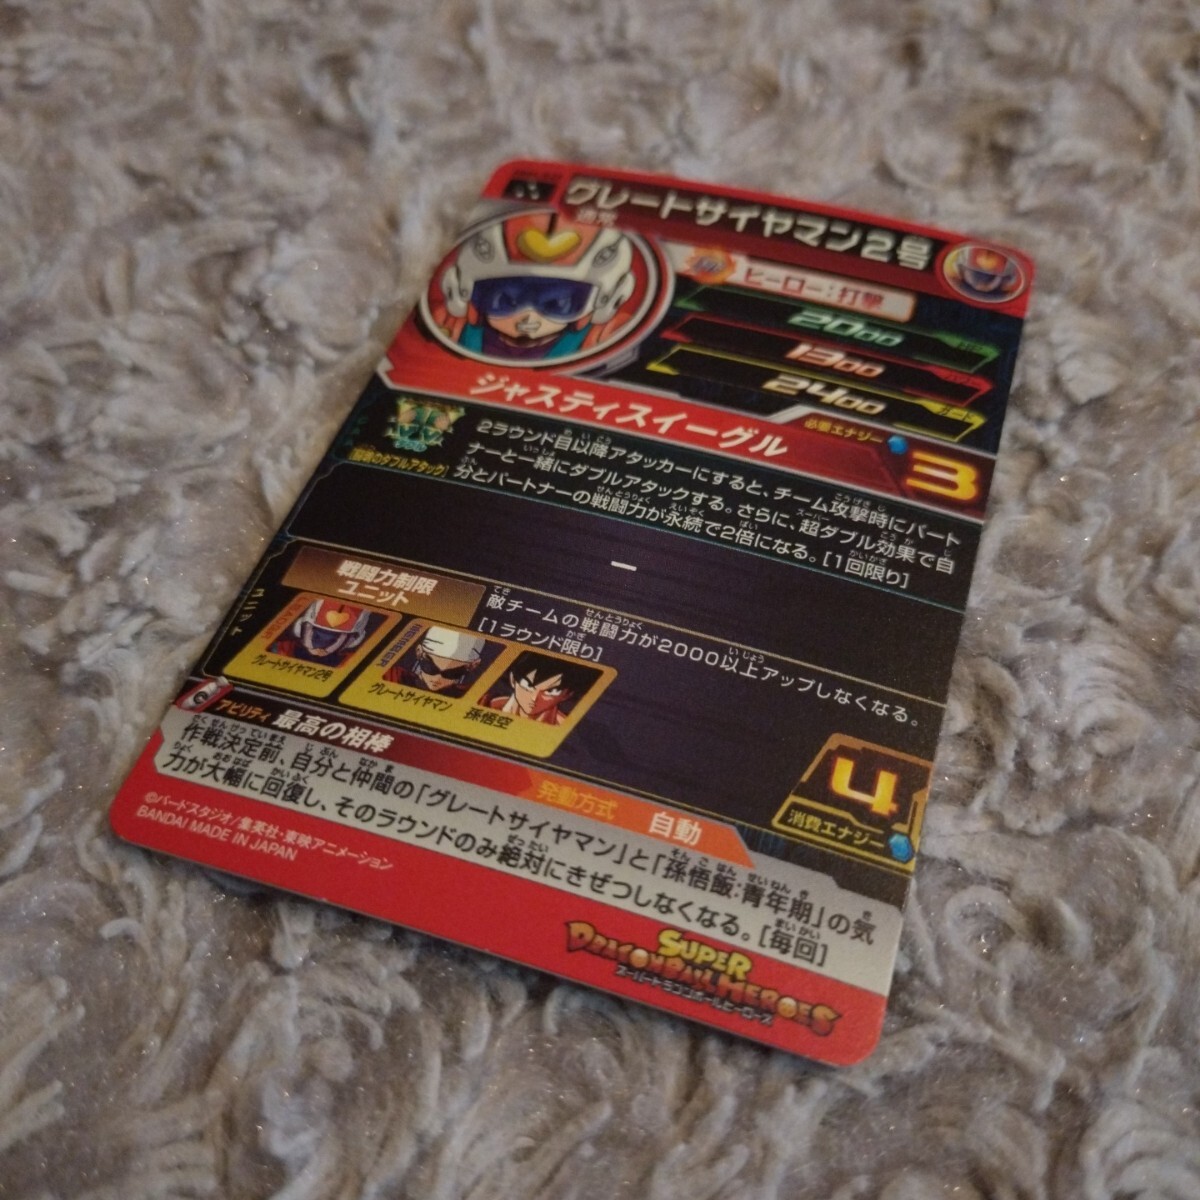 グレートサイヤマン2号
通常
ヒーロー:打撃
2000
1300
2400
ガード
ジャスティスイーグル
必要エナジー
3
2ラウンド目以降アタッカーにすると、チーム攻撃時にパート
ナーと一緒にダブルアタックする。さらに、超ダブル効果で自
分とパートナーの戦闘力が永続で2倍になる。[1回限り]
ー
ユニット
戦闘力制限
ユニット
敵チームの戦闘力が2000以上アップしなくなる。
[1ラウンド限り]
グレートサイヤマン2号
グレートサイヤマン
孫悟空
4
消費エナジー
アビリティ 最高の相棒
発動方式 自動
作戦決定前、自分と仲間の「グレートサイヤマン」と「孫悟飯:青年期」の気
力が大幅に回復し、そのラウンドのみ絶対にきぜつしなくなる。[毎回]
©バードスタジオ/集英社・東映アニメーション
BANDAI MADE IN JAPAN
SUPER
DRAGONBALL HEROES
スーパードラゴンボールヒーローズ